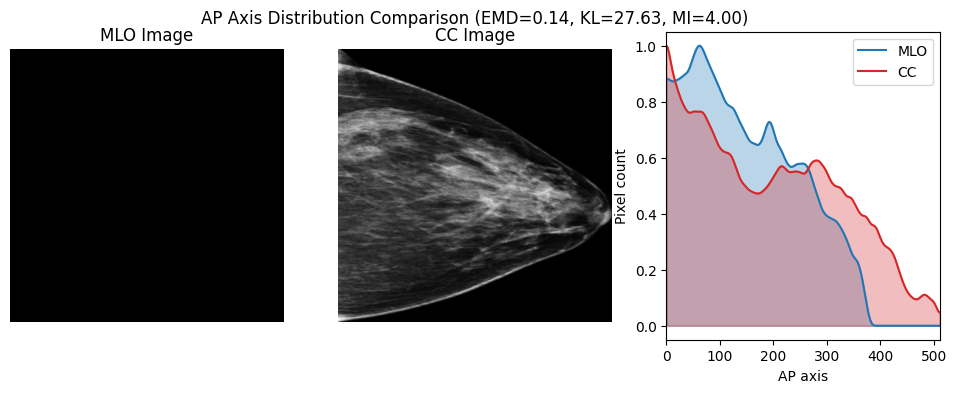 AP Axis Distribution Comparison (EMD=0.14, KL=27.63, MI=4.00)
MLO Image
CC Image
MLO
CC
1.0
0.8
0.6
0.4
0.2
0.0
Pixel count
0 100 200 300 400 500
AP axis